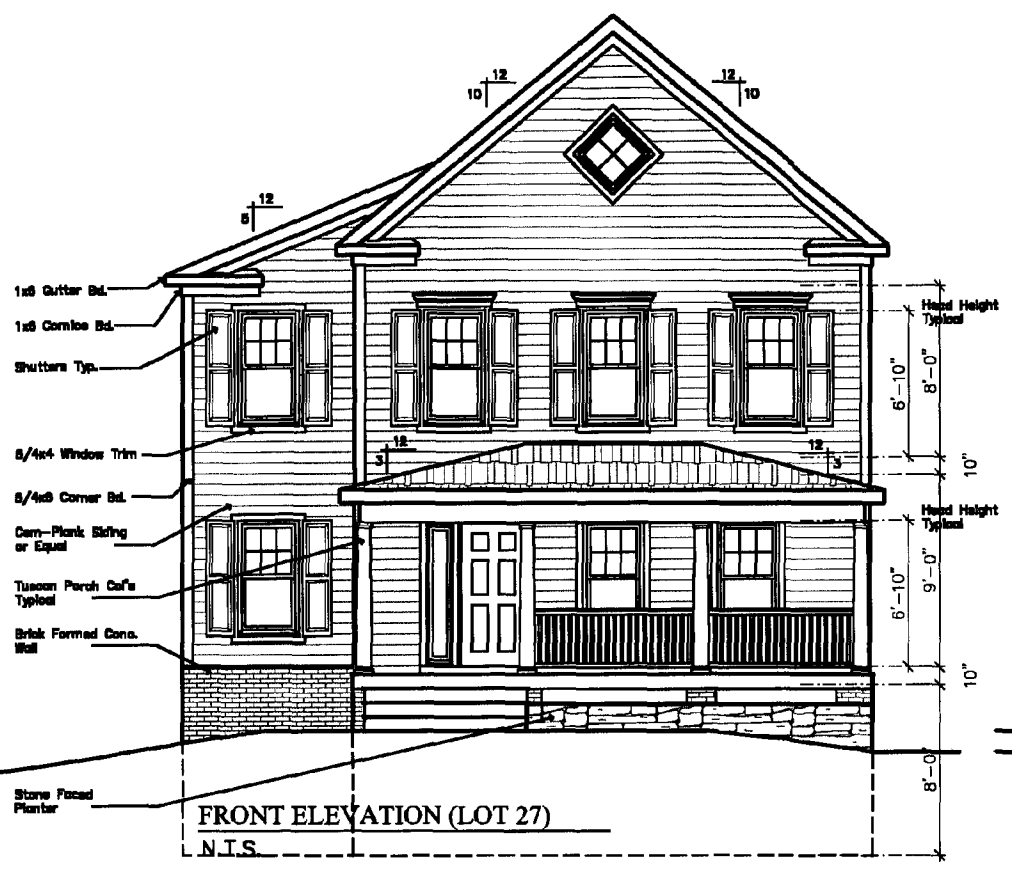 12
10
12
10
12
5
1x6 Gutter Bd.
1x6 Cornice Bd.
Shutters Typ.
5/4x4 Window Trim
5/4x6 Corner Bd.
Cem-Plank Siding
or Equal
Tuscan Porch Col's
Typical
Brick Formed Conc.
Wall
Stone Faced
Planter
12
3
12
3
Head Height
Typical
6'-10"
8'-0"
10"
Head Height
Typical
6'-10"
9'-0"
10"
8'-0"
FRONT ELEVATION (LOT 27)
N.T.S.